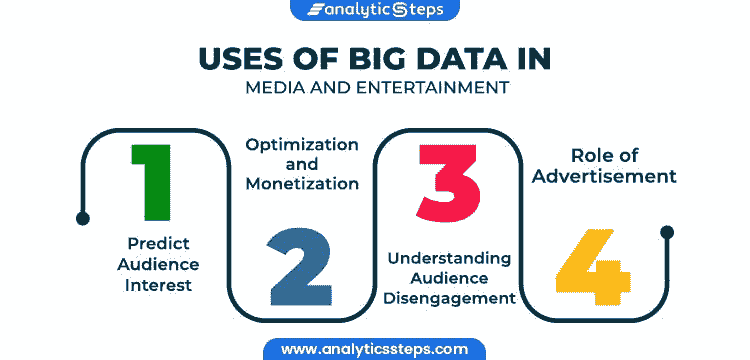 analyticSteps
USES OF BIG DATA IN
MEDIA AND ENTERTAINMENT
1
Predict
Audience
Interest
Optimization
and
Monetization
2
3
Understanding
Audience
Disengagement
Role of
Advertisement
4
www.analyticssteps.com